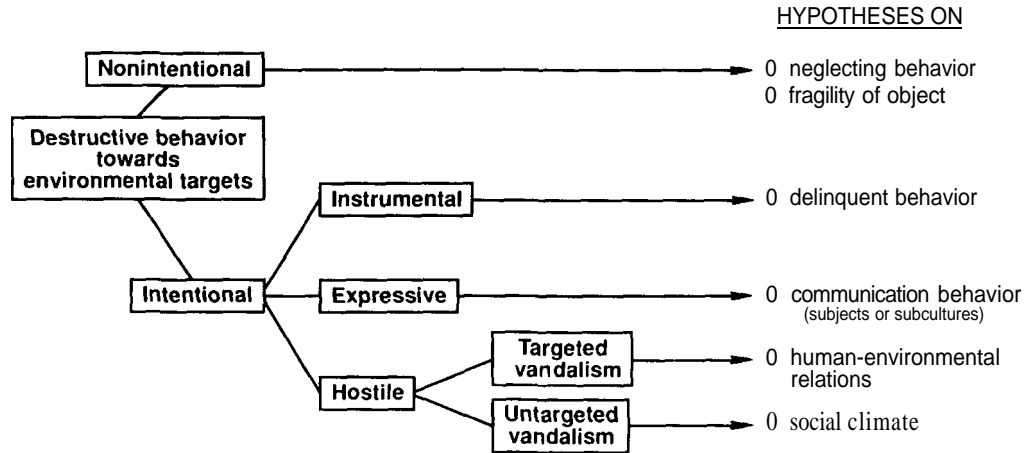 HYPOTHESES ON
Nonintentional
0 neglecting behavior
0 fragility of object
Destructive behavior
towards
environmental targets
Instrumental
0 delinquent behavior
Intentional
Expressive
0 communication behavior
(subjects or subcultures)
Hostile
Targeted
vandalism
0 human-environmental
relations
Untargeted
vandalism
0 social climate